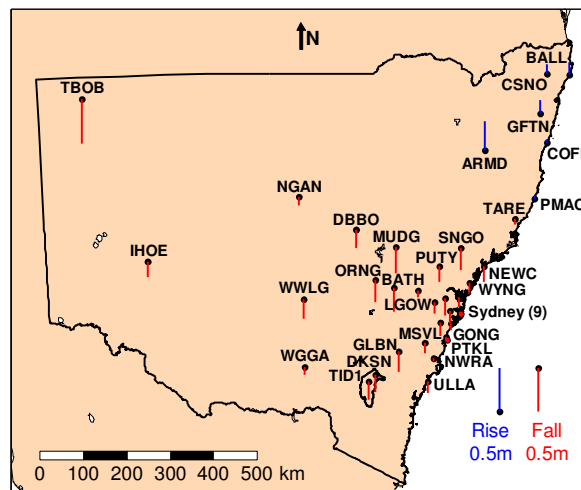 N
BALL
CSNO
TBOB
GFTN
COF
ARMD
NGAN
PMAC
TARE
DBBO
MUDG
SNGO
IHOE
PUTY
NEWC
ORNG
BATH
WYNG
WWLG
LGOW
Sydney (9)
MSVL
GONG
GLBN
PTKL
WGGA
DKSN
NWRA
TID1
ULLA
Rise
0.5m
Fall
0.5m
0 100 200 300 400 500
km